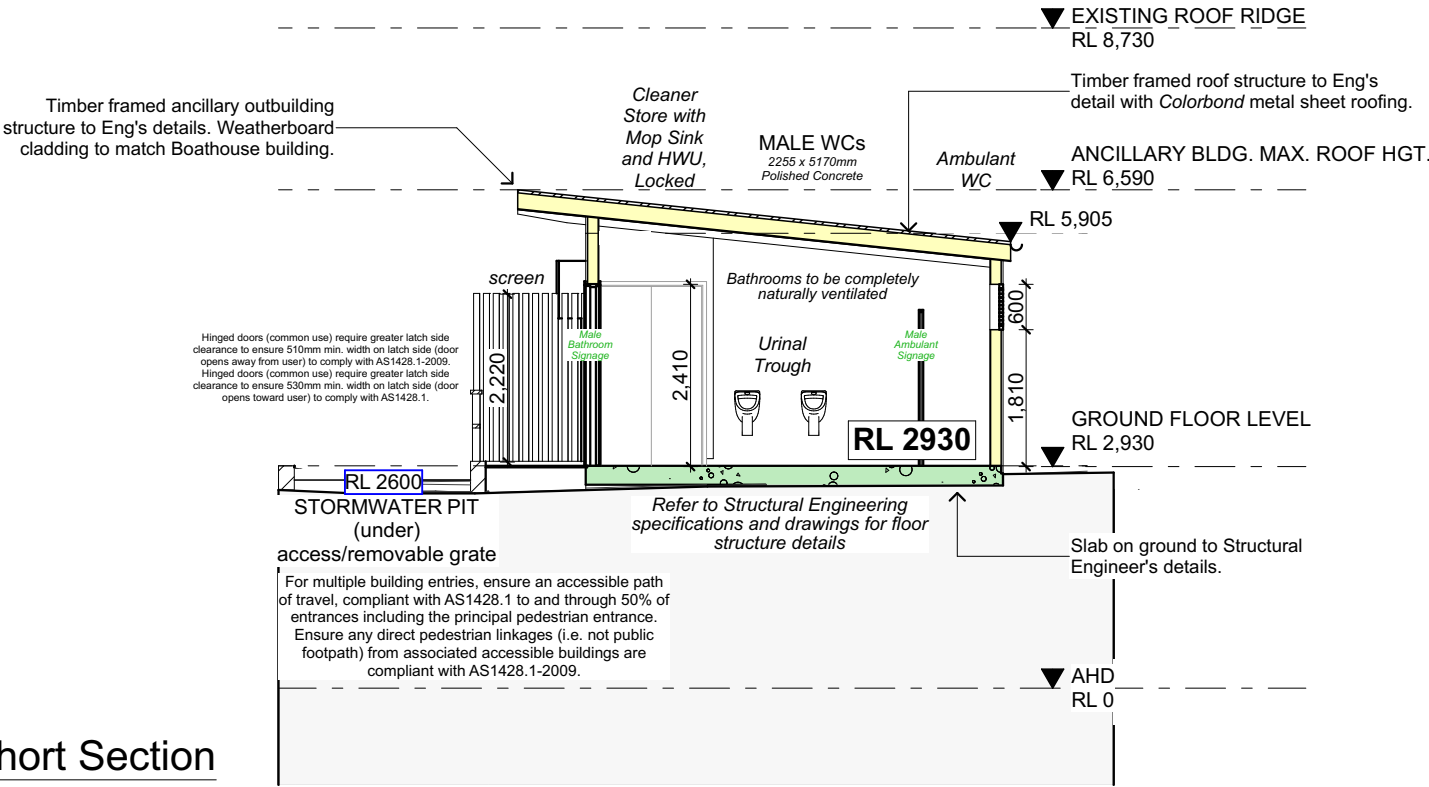 EXISTING ROOF RIDGE
RL 8,730
Timber framed ancillary outbuilding
structure to Eng's details. Weatherboard
cladding to match Boathouse building.
Cleaner
Store with
Mop Sink
and HWU,
Locked
MALE WCs
2255 x 5170mm
Polished Concrete
Ambulant
WC
Timber framed roof structure to Eng's
detail with Colorbond metal sheet roofing.
ANCILLARY BLDG. MAX. ROOF HGT.
RL 6,590
RL 5,905
screen
Bathrooms to be completely
naturally ventilated
600
Hinged doors (common use) require greater latch side
clearance to ensure 510mm min. width on latch side (door
opens away from user) to comply with AS1428.1-2009.
Hinged doors (common use) require greater latch side
clearance to ensure 530mm min. width on latch side (door
opens toward user) to comply with AS1428.1.
2,220
Male
Bathroom
Signage
2,410
Urinal
Trough
Male
Ambulant
Signage
1,810
RL 2930
GROUND FLOOR LEVEL
RL 2,930
RL 2600
STORMWATER PIT
(under)
access/removable grate
Refer to Structural Engineering
specifications and drawings for floor
structure details
Slab on ground to Structural
Engineer's details.
For multiple building entries, ensure an accessible path
of travel, compliant with AS1428.1 to and through 50% of
entrances including the principal pedestrian entrance.
Ensure any direct pedestrian linkages (i.e. not public
footpath) from associated accessible buildings are
compliant with AS1428.1-2009.
AHD
RL 0
hort Section